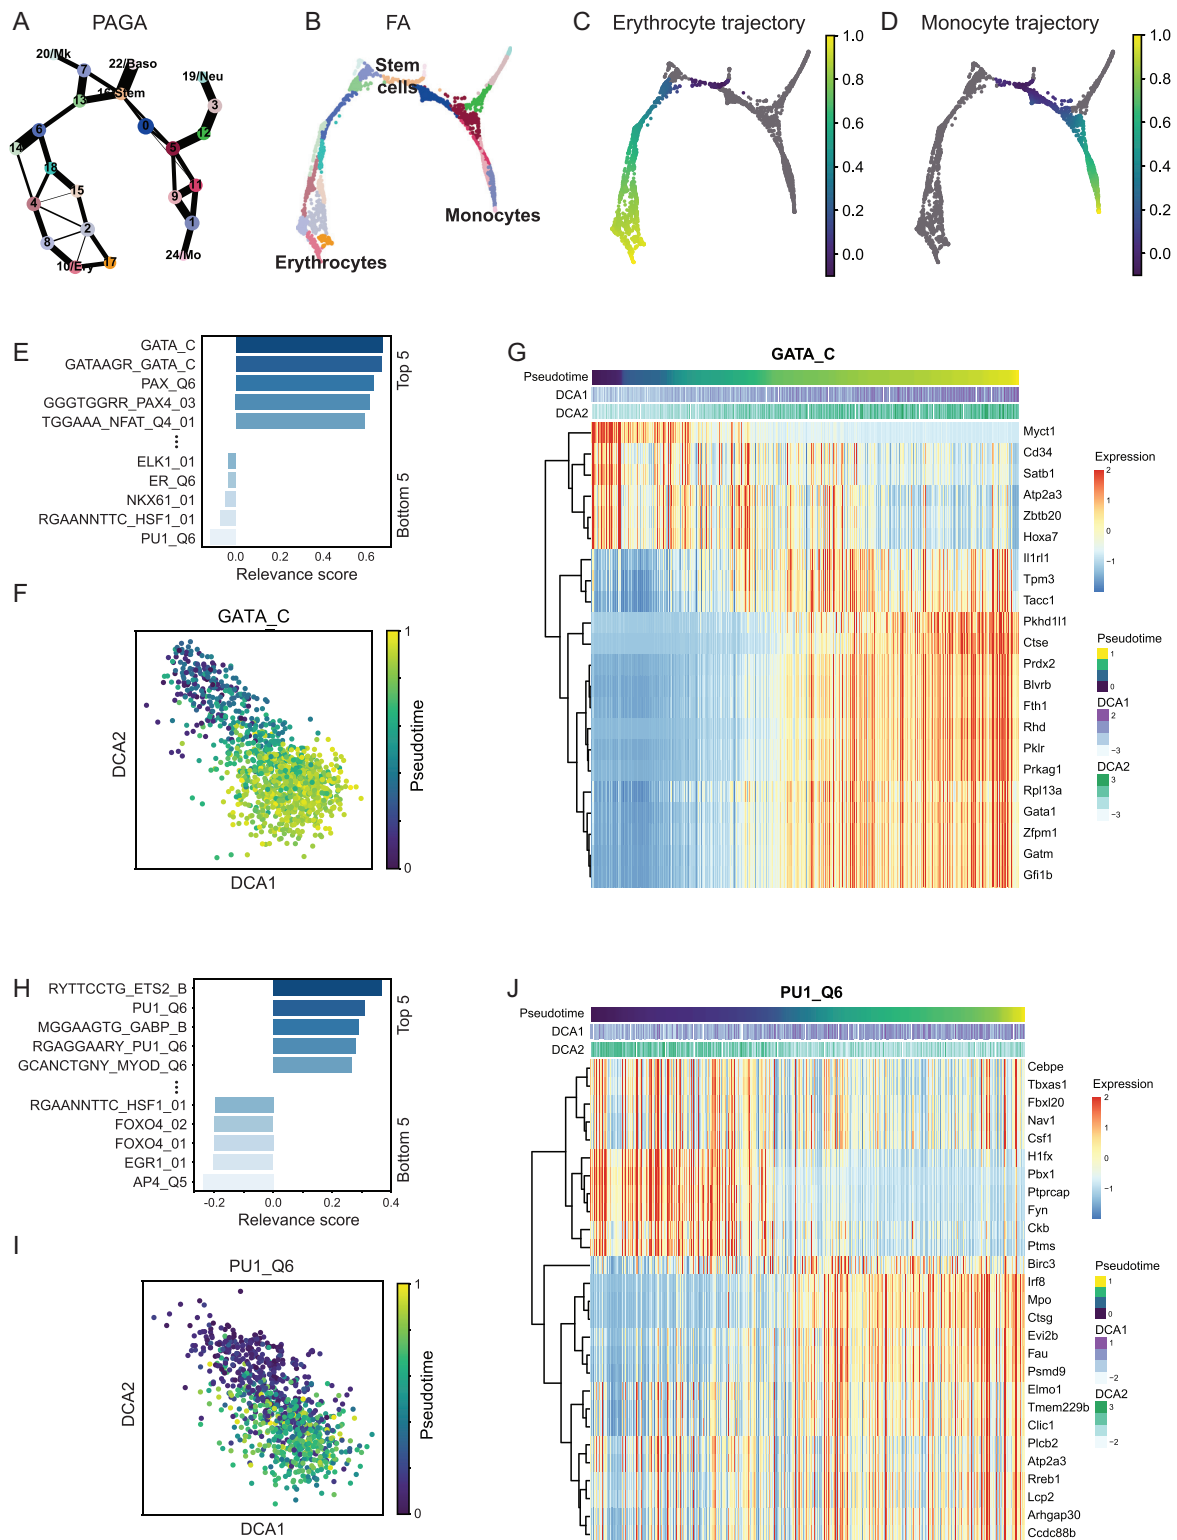 A PAGA
20/Mk
22/Baso
19/Neu
7
16/Stem
13
3
0
12
6
5
14
18
11
15
9
4
1
2
8
24/Mo
10/Ery
17
B FA
Stem
cells
Monocytes
Erythrocytes
C Erythrocyte trajectory
1.0
0.8
0.6
0.4
0.2
0.0
D Monocyte trajectory
1.0
0.8
0.6
0.4
0.2
0.0
E
GATA_C
GATAAGR_GATA_C
PAX_Q6
GGGTGGRR_PAX4_03
TGGAAA_NFAT_Q4_01
ELK1_01
ER_Q6
NKX61_01
RGAANNTTC_HSF1_01
PU1_Q6
Top 5
Bottom 5
0.0 0.2 0.4 0.6
Relevance score
F
GATA_C
DCA2
DCA1
1
0
Pseudotime
G
GATA_C
Pseudotime
DCA1
DCA2
Myct1
Cd34
Satb1
Atp2a3
Zbtb20
Hoxa7
Il1rl1
Tpm3
Tacc1
Pkhd1l1
Ctse
Prdx2
Blvrb
Fth1
Rhd
Pklr
Prkag1
Rpl13a
Gata1
Zfpm1
Gatm
Gfi1b
Expression
2
1
0
−1
Pseudotime
1
0
DCA1
2
−3
DCA2
3
−3
H
RYTTCCTG_ETS2_B
PU1_Q6
MGGAAGTG_GABP_B
RGAGGAARY_PU1_Q6
GCANCTGNY_MYOD_Q6
RGAANNTTC_HSF1_01
FOXO4_02
FOXO4_01
EGR1_01
AP4_Q5
Top 5
Bottom 5
-0.2 0.0 0.2 0.4
Relevance score
I
PU1_Q6
DCA2
DCA1
1
0
Pseudotime
J
PU1_Q6
Pseudotime
DCA1
DCA2
Cebpe
Tbxas1
Fbxl20
Nav1
Csf1
H1fx
Pbx1
Ptprcap
Fyn
Ckb
Ptms
Birc3
Irf8
Mpo
Ctsg
Evi2b
Fau
Psmd9
Elmo1
Tmem229b
Clic1
Plcb2
Atp2a3
Rreb1
Lcp2
Arhgap30
Ccdc88b
Expression
2
1
0
−1
Pseudotime
1
0
DCA1
1
−2
DCA2
3
−2